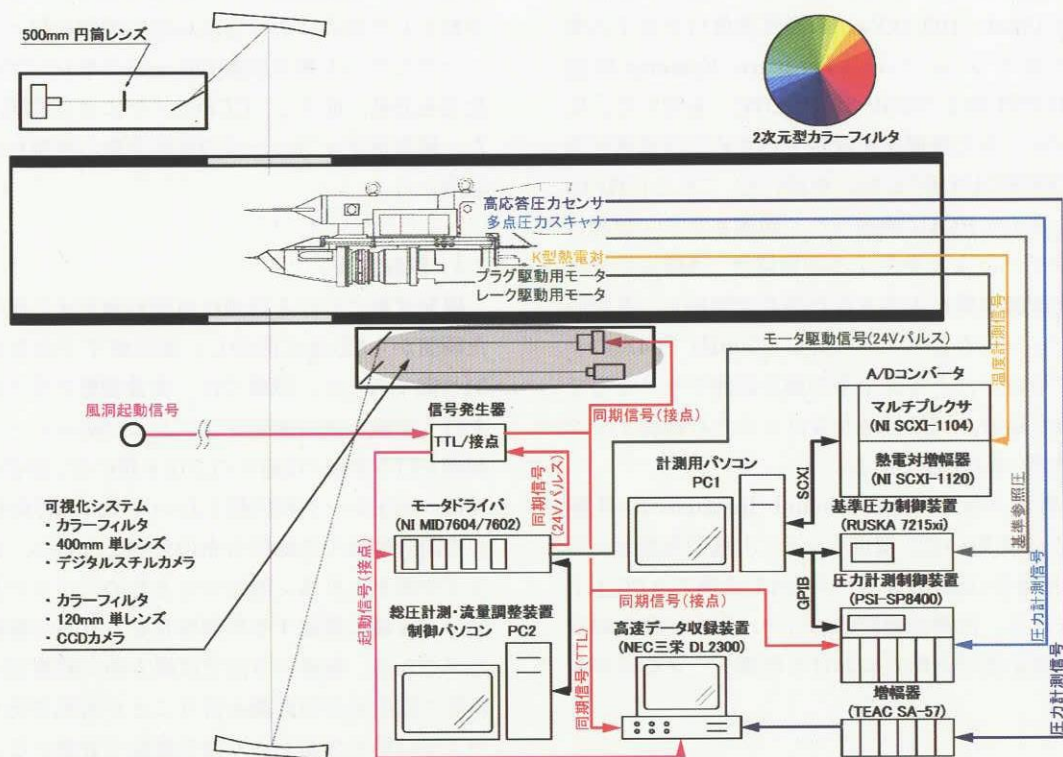 500mm 円筒レンズ
2次元型カラーフィルタ
高応答圧力センサ
多点圧力スキャナ
K型熱電対
プラグ駆動用モータ
レーク駆動用モータ
モータ駆動信号(24Vパルス)
温度計測信号
風洞起動信号
信号発生器
TTL/接点
同期信号(接点)
A/Dコンバータ
マルチプレクサ
(NI SCXI-1104)
熱電対増幅器
(NI SCXI-1120)
計測用パソコン
PC1
SCXI
同期信号
(24Vパルス)
モータドライバ
(NI MID7604/7602)
基準圧力制御装置
(RUSKA 7215xi)
基準参照圧
可視化システム
・カラーフィルタ
・400mm 単レンズ
・デジタルスチルカメラ
・カラーフィルタ
・120mm 単レンズ
・CCDカメラ
起動信号(接点)
GPIB
圧力計測制御装置
(PSI-SP8400)
圧力計測信号
同期信号(接点)
総圧計測・流量調整装置
制御パソコン PC2
同期信号(TTL)
高速データ収録装置
(NEC三栄 DL2300)
増幅器
(TEAC SA-57)
圧力計測信号